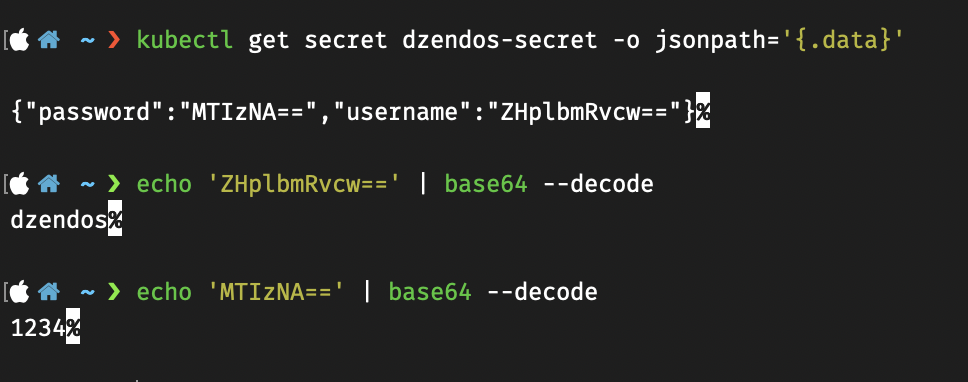 ~ ❯ kubectl get secret dzendos-secret -o jsonpath='{.data}'
{"password":"MTIzNA==","username":"ZHplbmRvcw=="}%
~ ❯ echo 'ZHplbmRvcw==' | base64 --decode
dzendos%
~ ❯ echo 'MTIzNA==' | base64 --decode
1234%